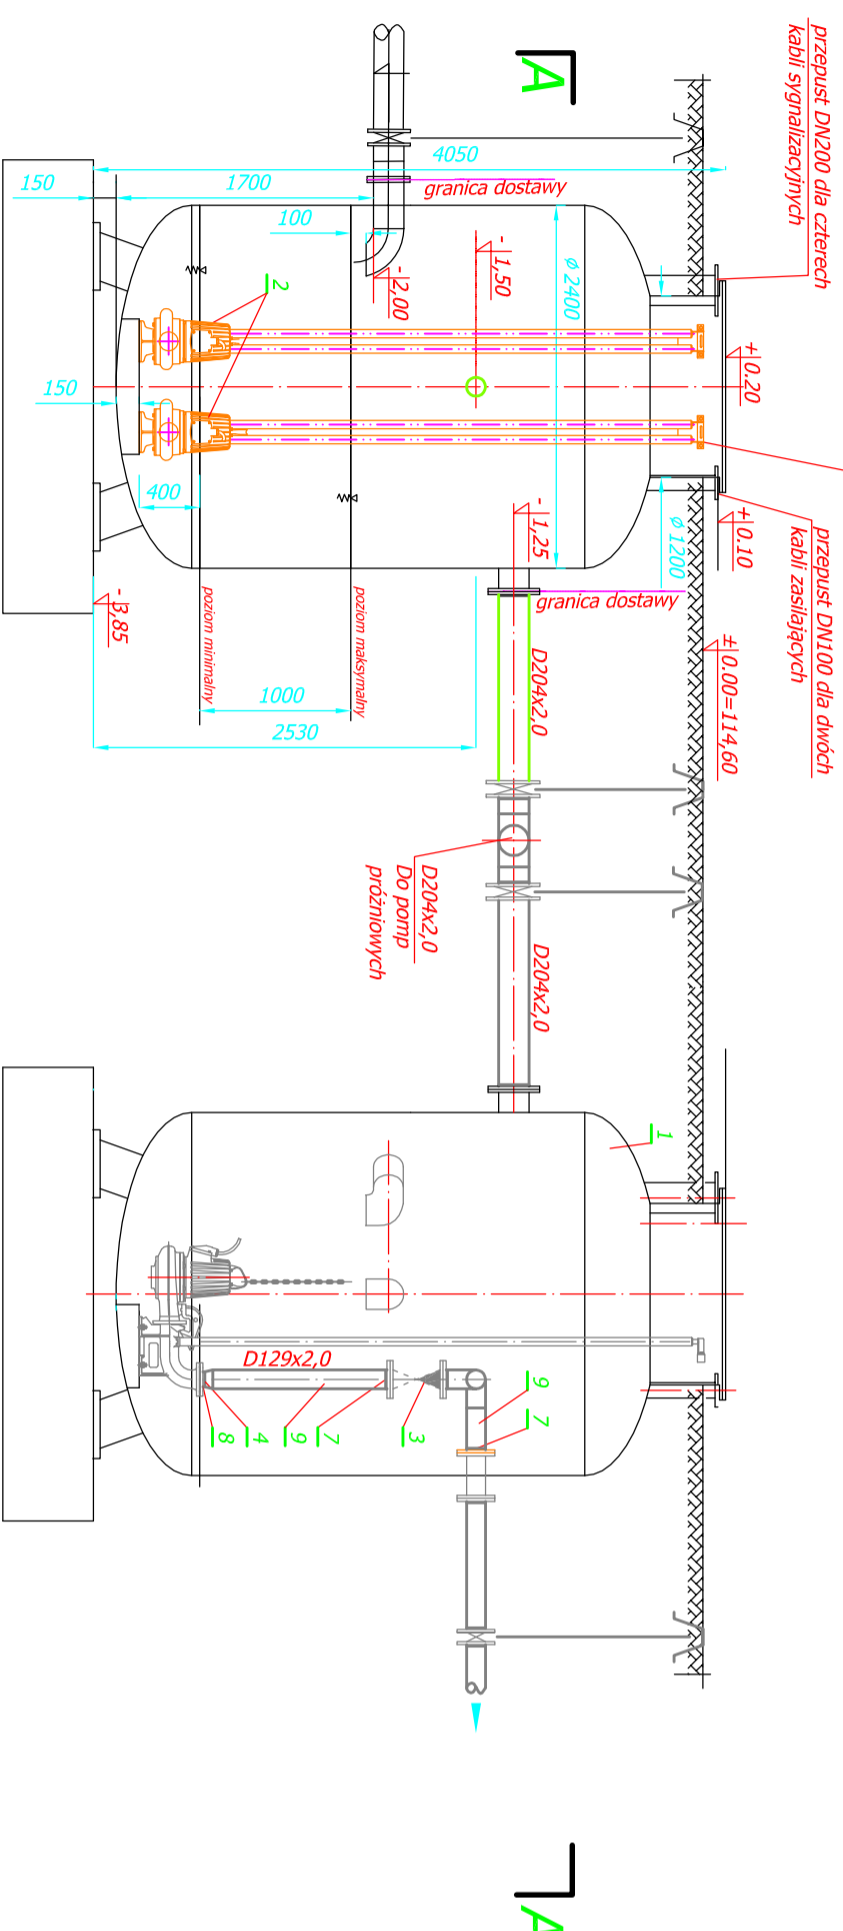 przepust DN200 dla czterech
kabli sygnalizacyjnych
A
4050
150
1700
granica dostawy
100
- 2,00
- 1,50
ø 2400
+ 0.20
2
150
400
- 1,25
ø 1200
+ 0.10
przepust DN100 dla dwóch
kabli zasilających
granica dostawy
- 3,85
poziom minimalny
poziom maksymalny
1000
2530
D204x2,0
± 0.00=114,60
D204x2,0
Do pomp
próżniowych
D204x2,0
1
D129x2,0
8
4
9
7
3
9
7
A